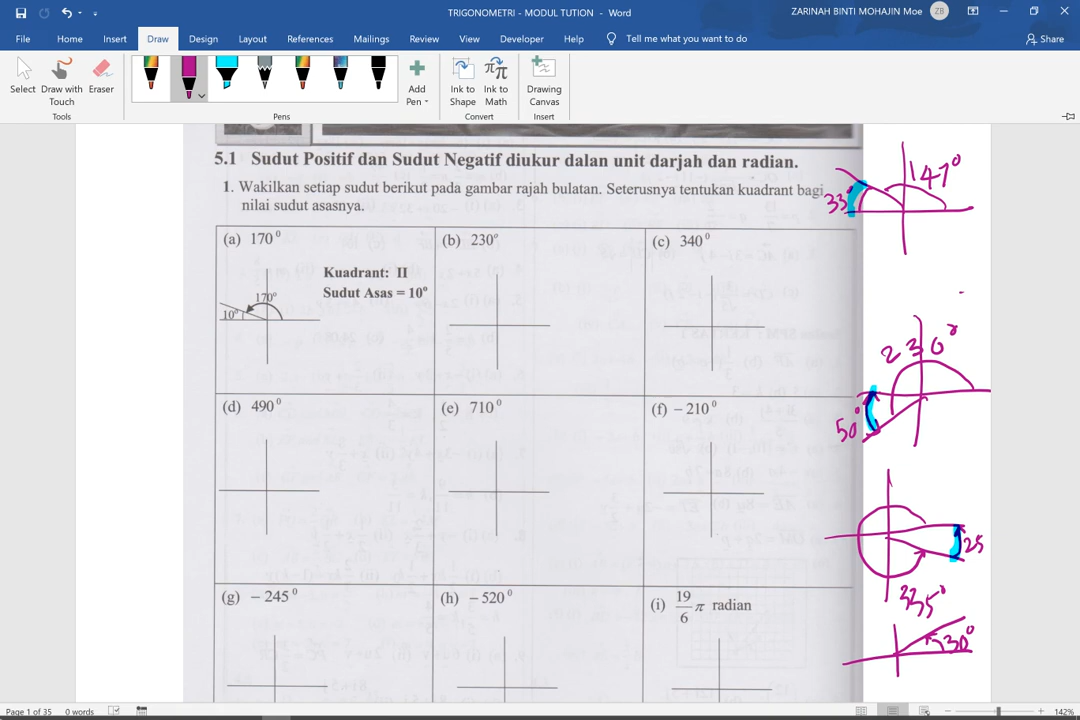 TRIGONOMETRI - MODUL TUTION - Word
ZARINAH BINTI MOHAJIN Moe
ZB
File Home Insert Draw Design Layout References Mailings Review View Developer Help Tell me what you want to do
Share
Select
Draw with Touch
Eraser
Add Pen
Ink to Shape
Ink to Math
Drawing Canvas
Tools
Pens
Convert
Insert
5.1 Sudut Positif dan Sudut Negatif diukur dalan unit darjah dan radian.
1. Wakilkan setiap sudut berikut pada gambar rajah bulatan. Seterusnya tentukan kuadrant bagi
nilai sudut asasnya.
(a) 170°
Kuadrant: II
Sudut Asas = 10°
170°
10°
(b) 230°
(c) 340°
(d) 490°
(e) 710°
(f) −210°
(g) −245°
(h) −520°
(i) 19/6 π radian
147°
33°
230°
50°
25
335°
30°
Page 1 of 35 0 words
142%